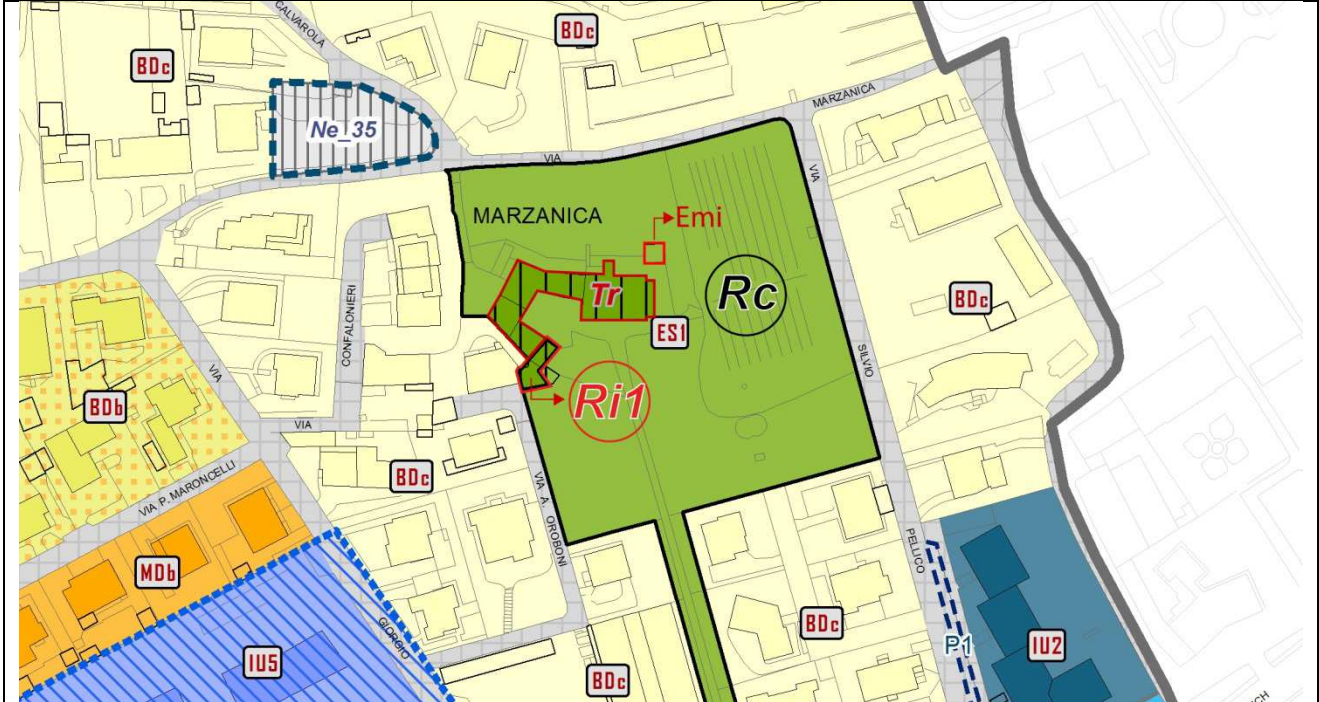 CALVAROLA
BDc
BDc
Ne_35
MARZANICA
VIA
VIA
MARZANICA
Emi
Tr
Rc
ES1
BDc
CONFALONIERI
SILVIO
VIA
Ri1
BDb
VIA
BDc
VIA P. MARONCELLI
VIA A. OROBONI
MDb
PELLICO
BDc
GIORGIO
P1
IU2
IU5
BDc